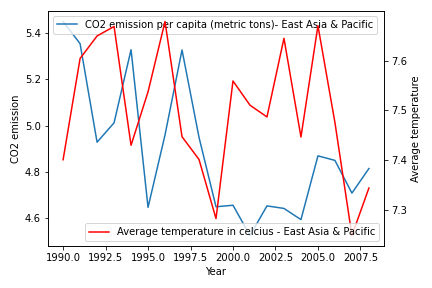 CO2 emission per capita (metric tons)- East Asia & Pacific
5.4
5.2
5.0
4.8
4.6
CO2 emission
7.6
7.5
7.4
7.3
Average temperature
Average temperature in celcius - East Asia & Pacific
1990.0 1992.5 1995.0 1997.5 2000.0 2002.5 2005.0 2007.5
Year